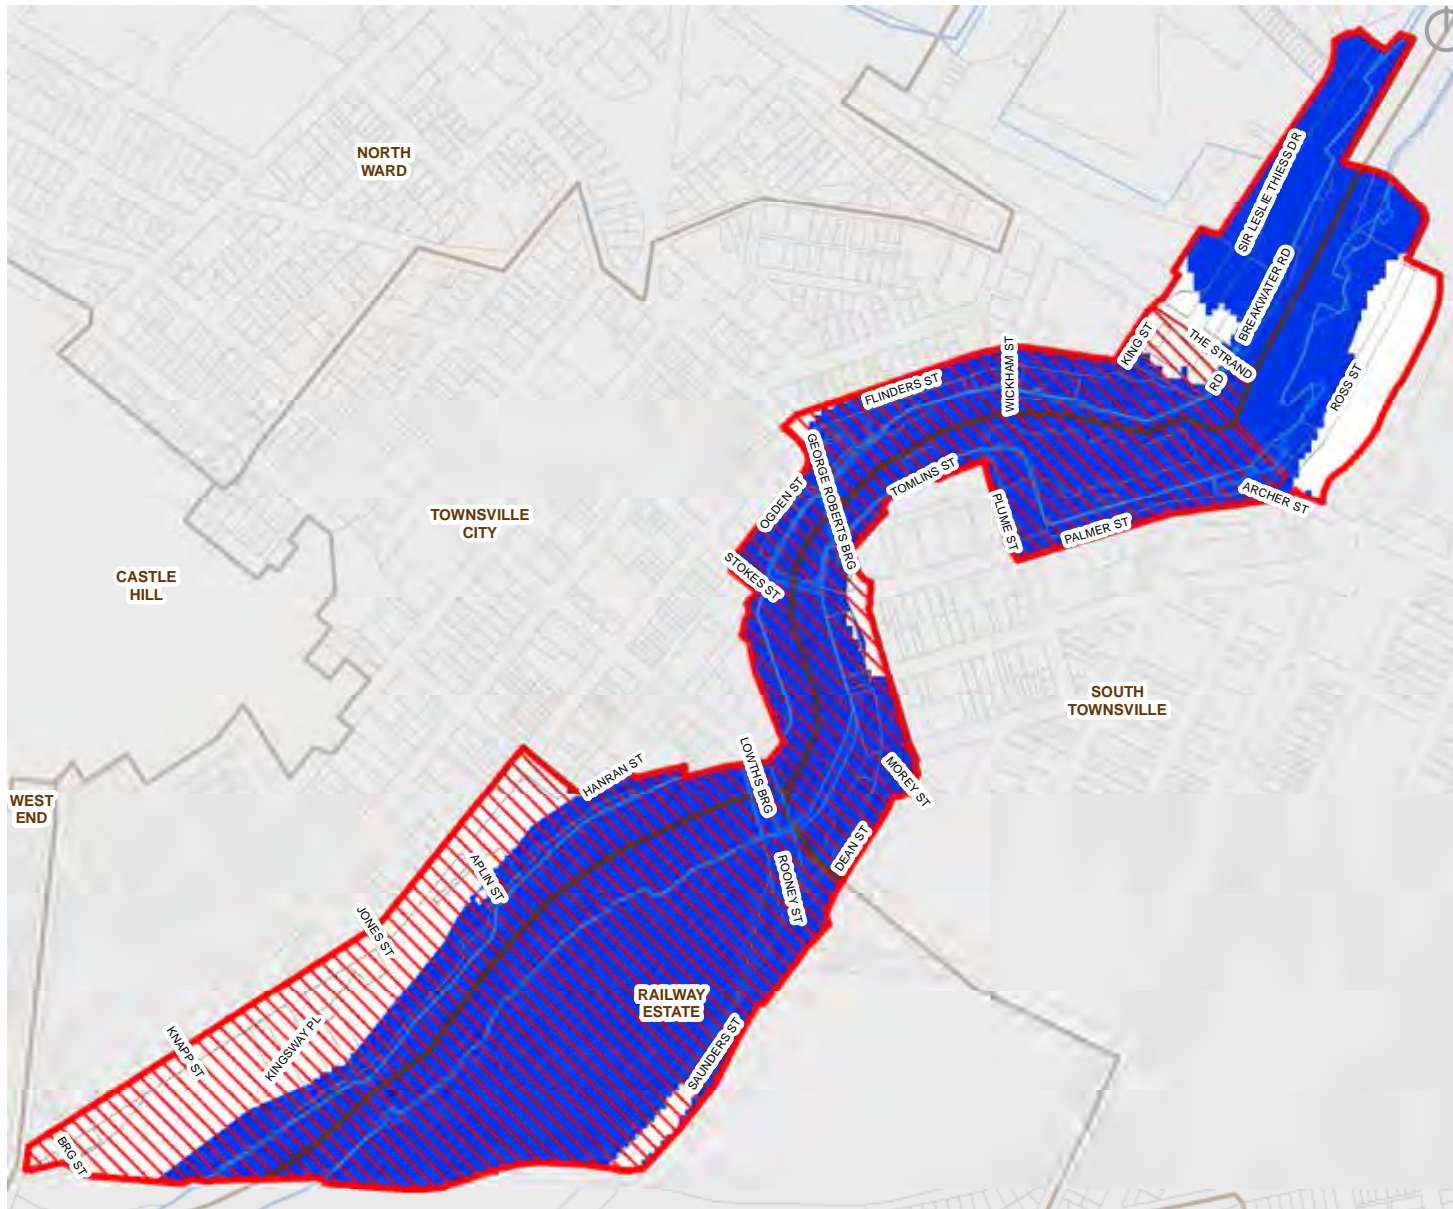 NORTH
WARD
SIR LESLIE THIESS DR
BREAKWATER RD
KING ST
THE STRAND
RD
WICKHAM ST
FLINDERS ST
ROSS ST
GEORGE ROBERTS BRG
TOMLINS ST
OGDEN ST
PLUME ST
ARCHER ST
PALMER ST
TOWNSVILLE
CITY
STOKES ST
CASTLE
HILL
SOUTH
TOWNSVILLE
LOWTHS BRG
HANRAN ST
MOREY ST
WEST
END
DEAN ST
ROONEY ST
APLIN ST
JONES ST
RAILWAY
ESTATE
KNAPP ST
KINGSWAY PL
SAUNDERS ST
BRG ST